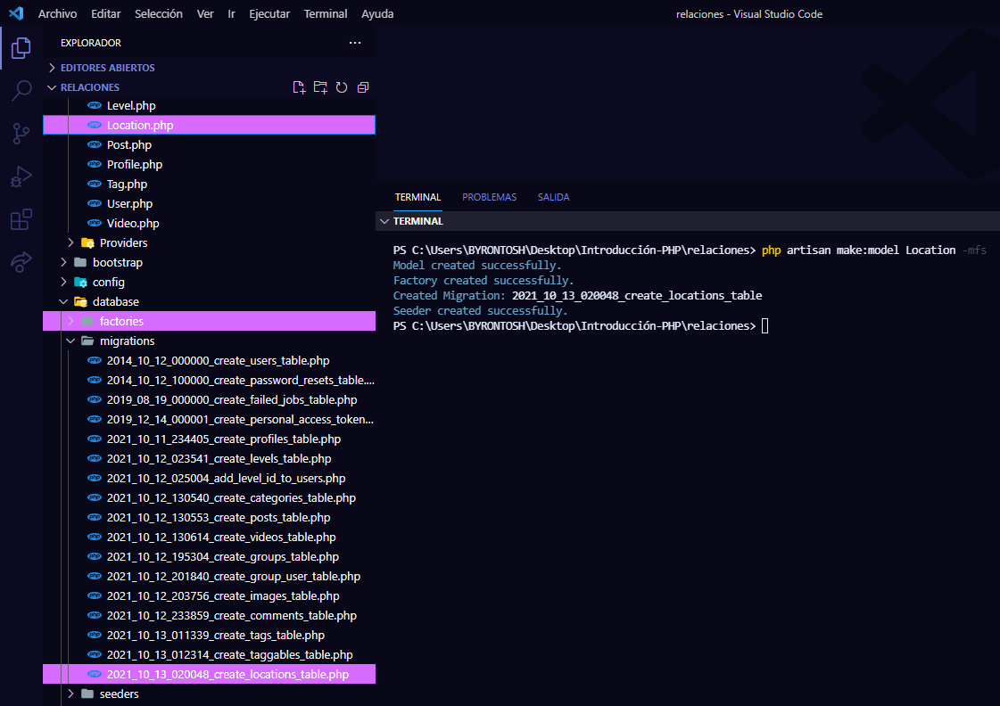 Archivo Editar Selección Ver Ir Ejecutar Terminal Ayuda relaciones - Visual Studio Code
EXPLORADOR
EDITORES ABIERTOS
RELACIONES
Level.php
Location.php
Post.php
Profile.php
Tag.php
User.php
Video.php
Providers
bootstrap
config
database
factories
migrations
2014_10_12_000000_create_users_table.php
2014_10_12_100000_create_password_resets_table....
2019_08_19_000000_create_failed_jobs_table.php
2019_12_14_000001_create_personal_access_token...
2021_10_11_234405_create_profiles_table.php
2021_10_12_023541_create_levels_table.php
2021_10_12_025004_add_level_id_to_users.php
2021_10_12_130540_create_categories_table.php
2021_10_12_130553_create_posts_table.php
2021_10_12_130614_create_videos_table.php
2021_10_12_195304_create_groups_table.php
2021_10_12_201840_create_group_user_table.php
2021_10_12_203756_create_images_table.php
2021_10_12_233859_create_comments_table.php
2021_10_13_011339_create_tags_table.php
2021_10_13_012314_create_taggables_table.php
2021_10_13_020048_create_locations_table.php
seeders
TERMINAL PROBLEMAS SALIDA
TERMINAL
PS C:\Users\BYRONTOSH\Desktop\Introducción-PHP\relaciones> php artisan make:model Location -mfs
Model created successfully.
Factory created successfully.
Created Migration: 2021_10_13_020048_create_locations_table
Seeder created successfully.
PS C:\Users\BYRONTOSH\Desktop\Introducción-PHP\relaciones>